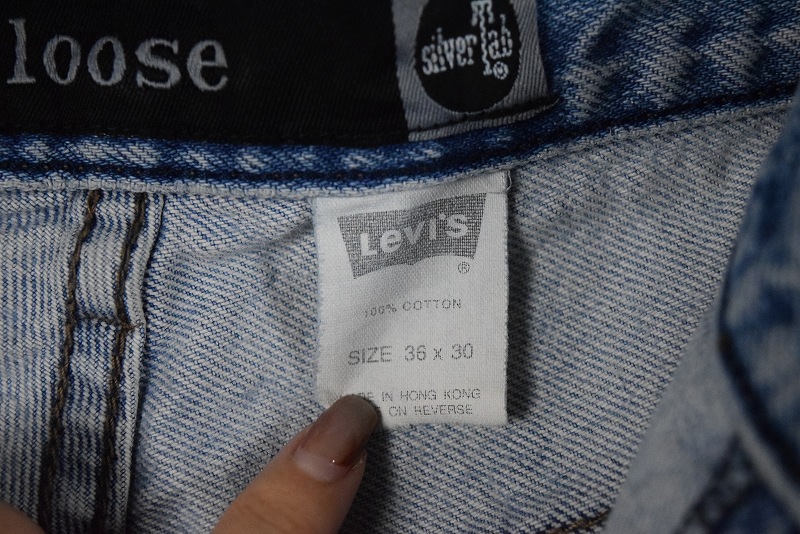 loose
silverTab®
Levi's
®
100% COTTON
SIZE 36 x 30
IN HONG KONG
ON REVERSE